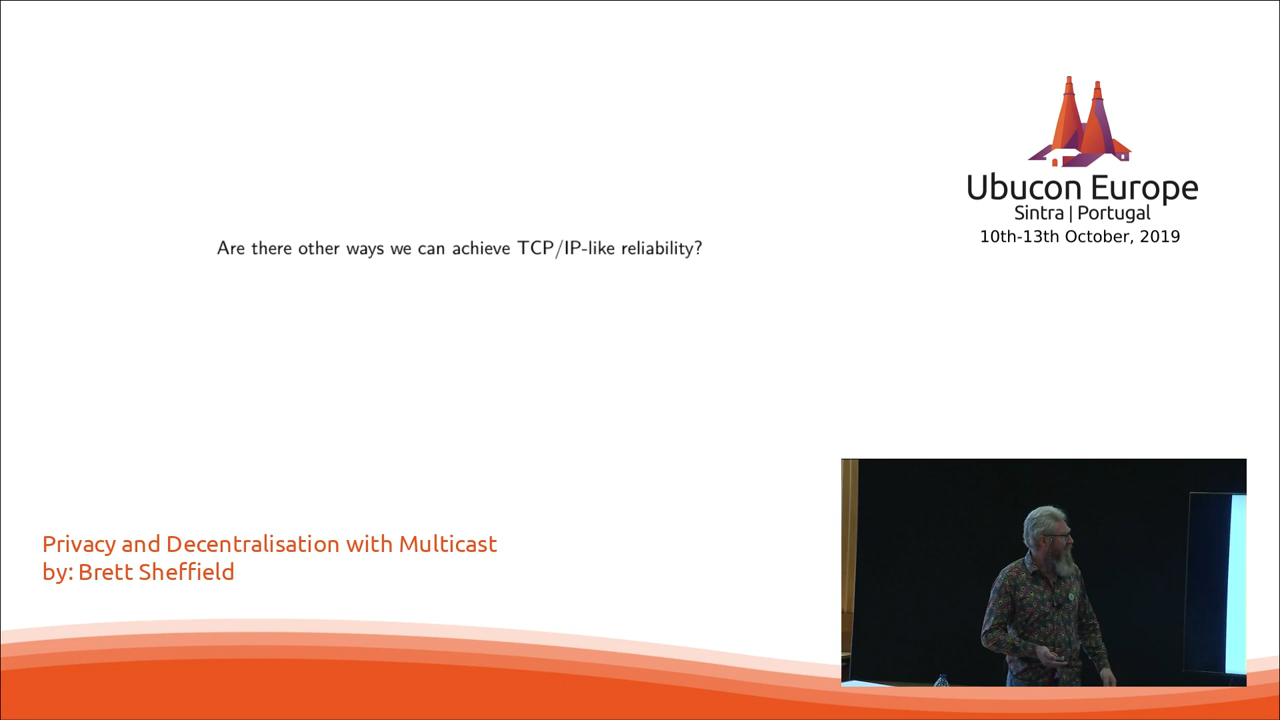 Ubucon Europe
Sintra | Portugal
10th-13th October, 2019
Are there other ways we can achieve TCP/IP-like reliability?
Privacy and Decentralisation with Multicast
by: Brett Sheffield